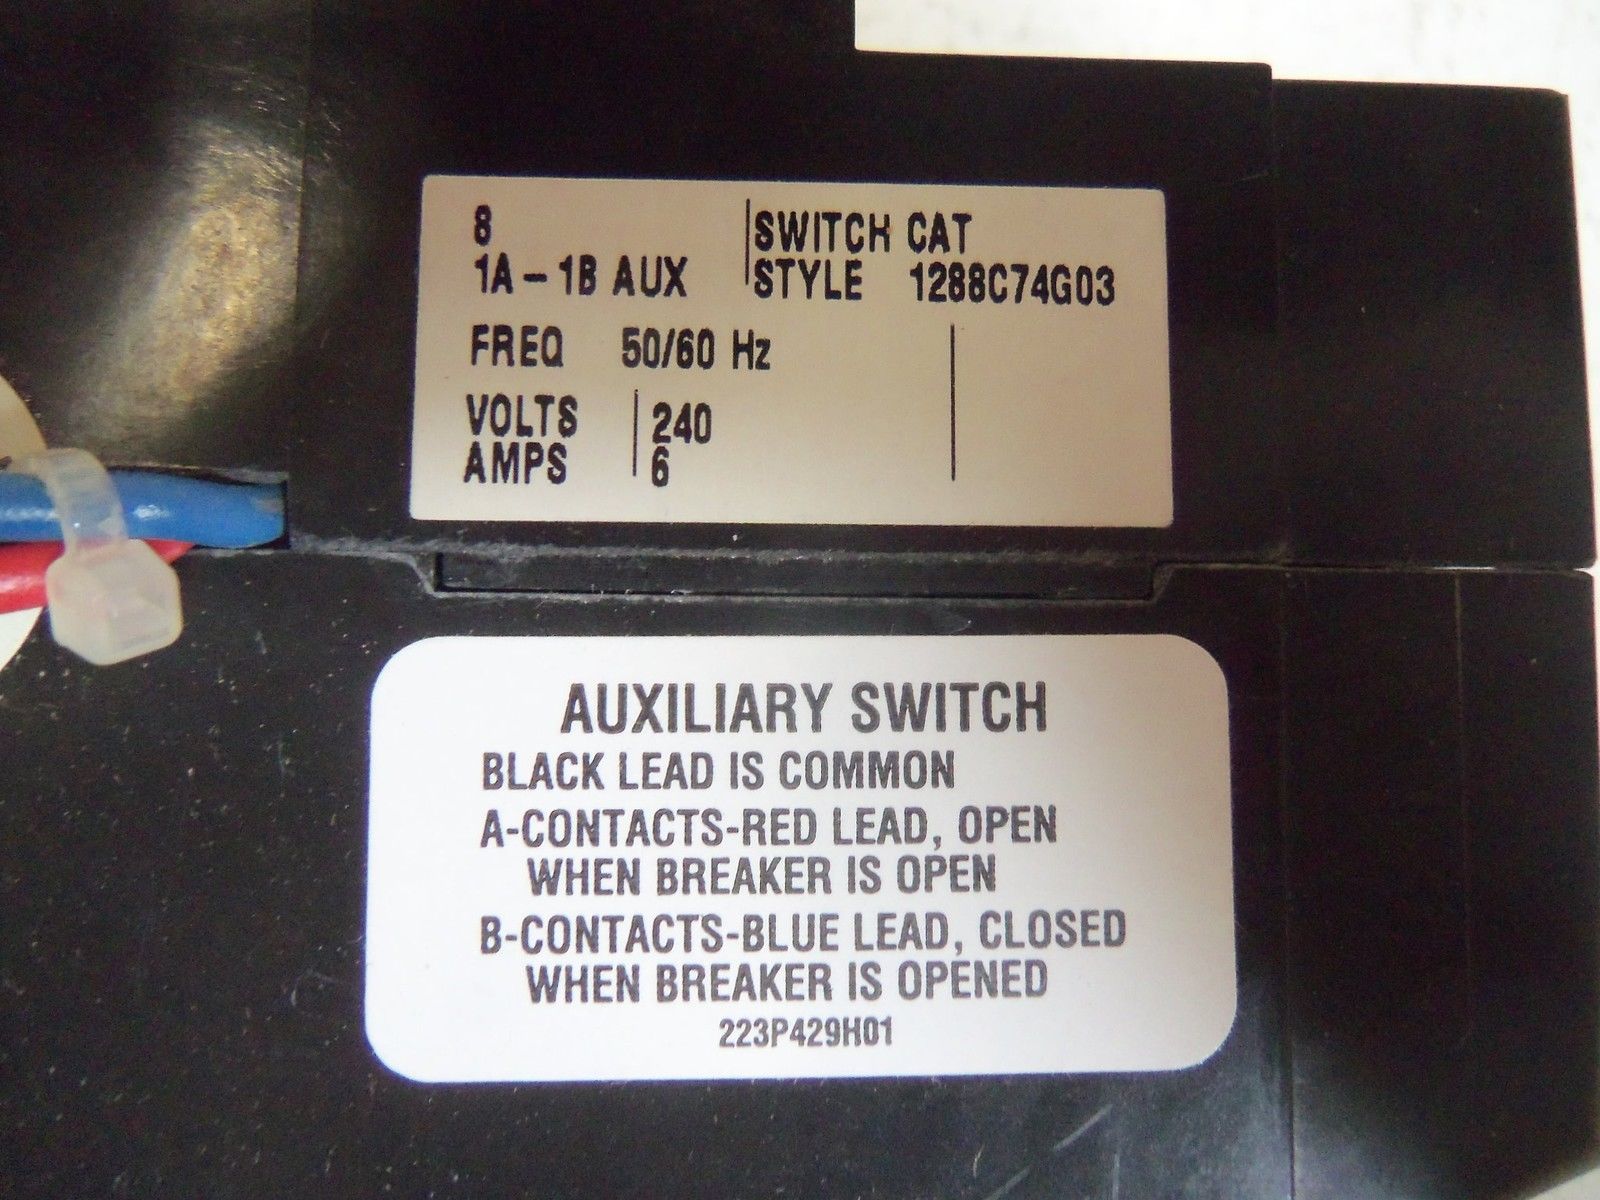 8
1A - 1B AUX
SWITCH CAT
STYLE 1288C74G03
FREQ 50/60 Hz
VOLTS 240
AMPS 6
AUXILIARY SWITCH
BLACK LEAD IS COMMON
A-CONTACTS-RED LEAD, OPEN
WHEN BREAKER IS OPEN
B-CONTACTS-BLUE LEAD, CLOSED
WHEN BREAKER IS OPENED
223P429H01